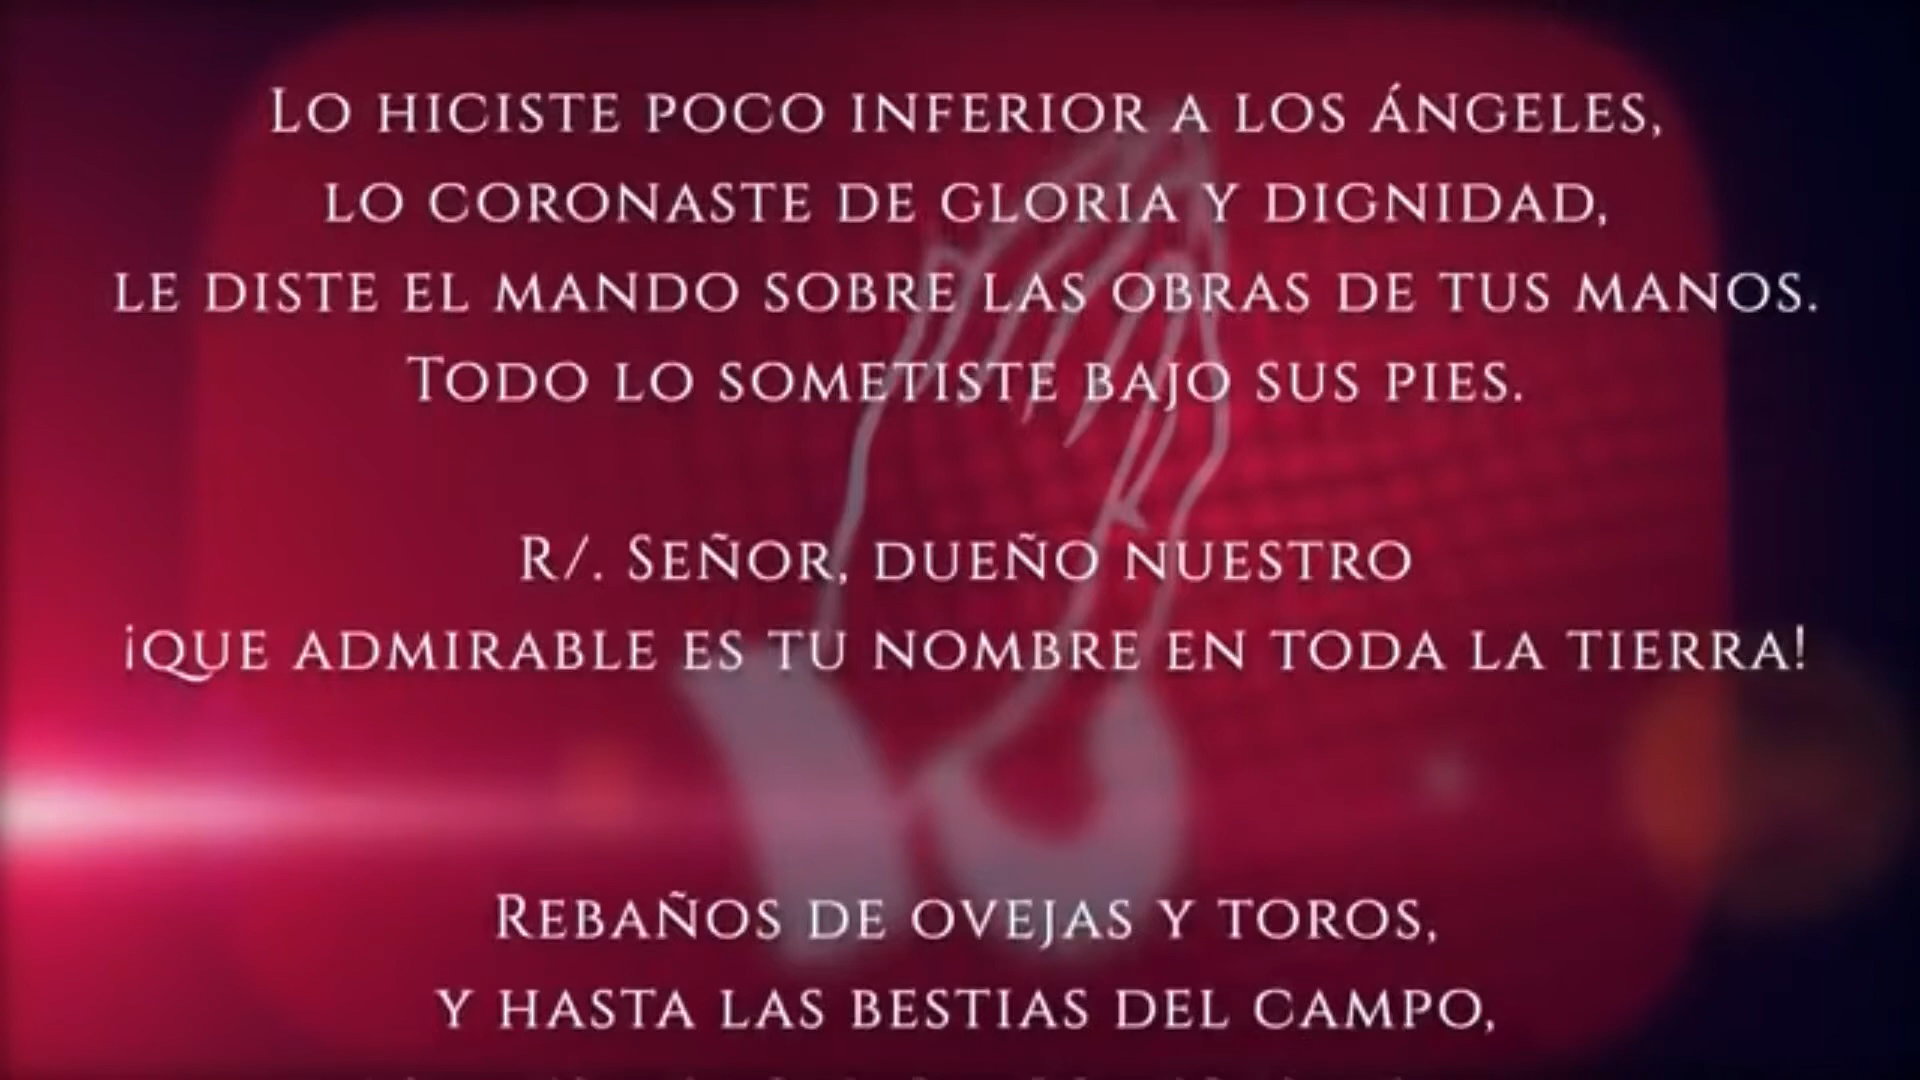 Lo hiciste poco inferior a los ángeles,
lo coronaste de gloria y dignidad,
le diste el mando sobre las obras de tus manos.
Todo lo sometiste bajo sus pies.
R/. Señor, dueño nuestro
¡que admirable es tu nombre en toda la tierra!
Rebaños de ovejas y toros,
y hasta las bestias del campo,